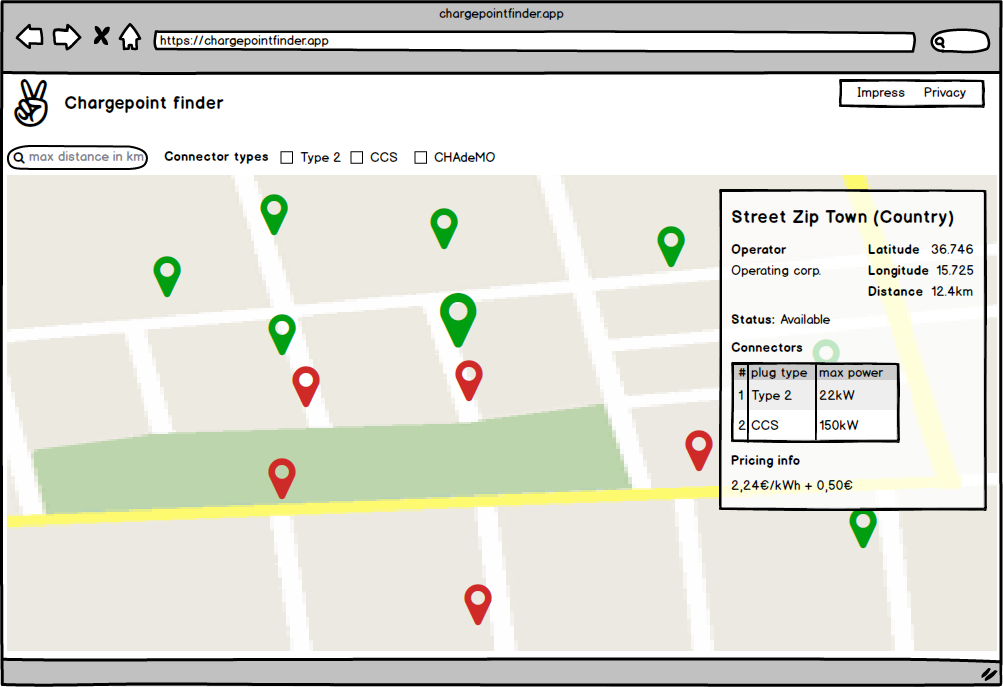 chargepointfinder.app
https://chargepointfinder.app
Chargepoint finder
Impress Privacy
max distance in km
Connector types Type 2 CCS CHAdeMO
Street Zip Town (Country)
Operator Latitude 36.746
Operating corp. Longitude 15.725
Distance 12.4km
Status: Available
Connectors
# plug type max power
1 Type 2 22kW
2 CCS 150kW
Pricing info
2,24€/kWh + 0,50€